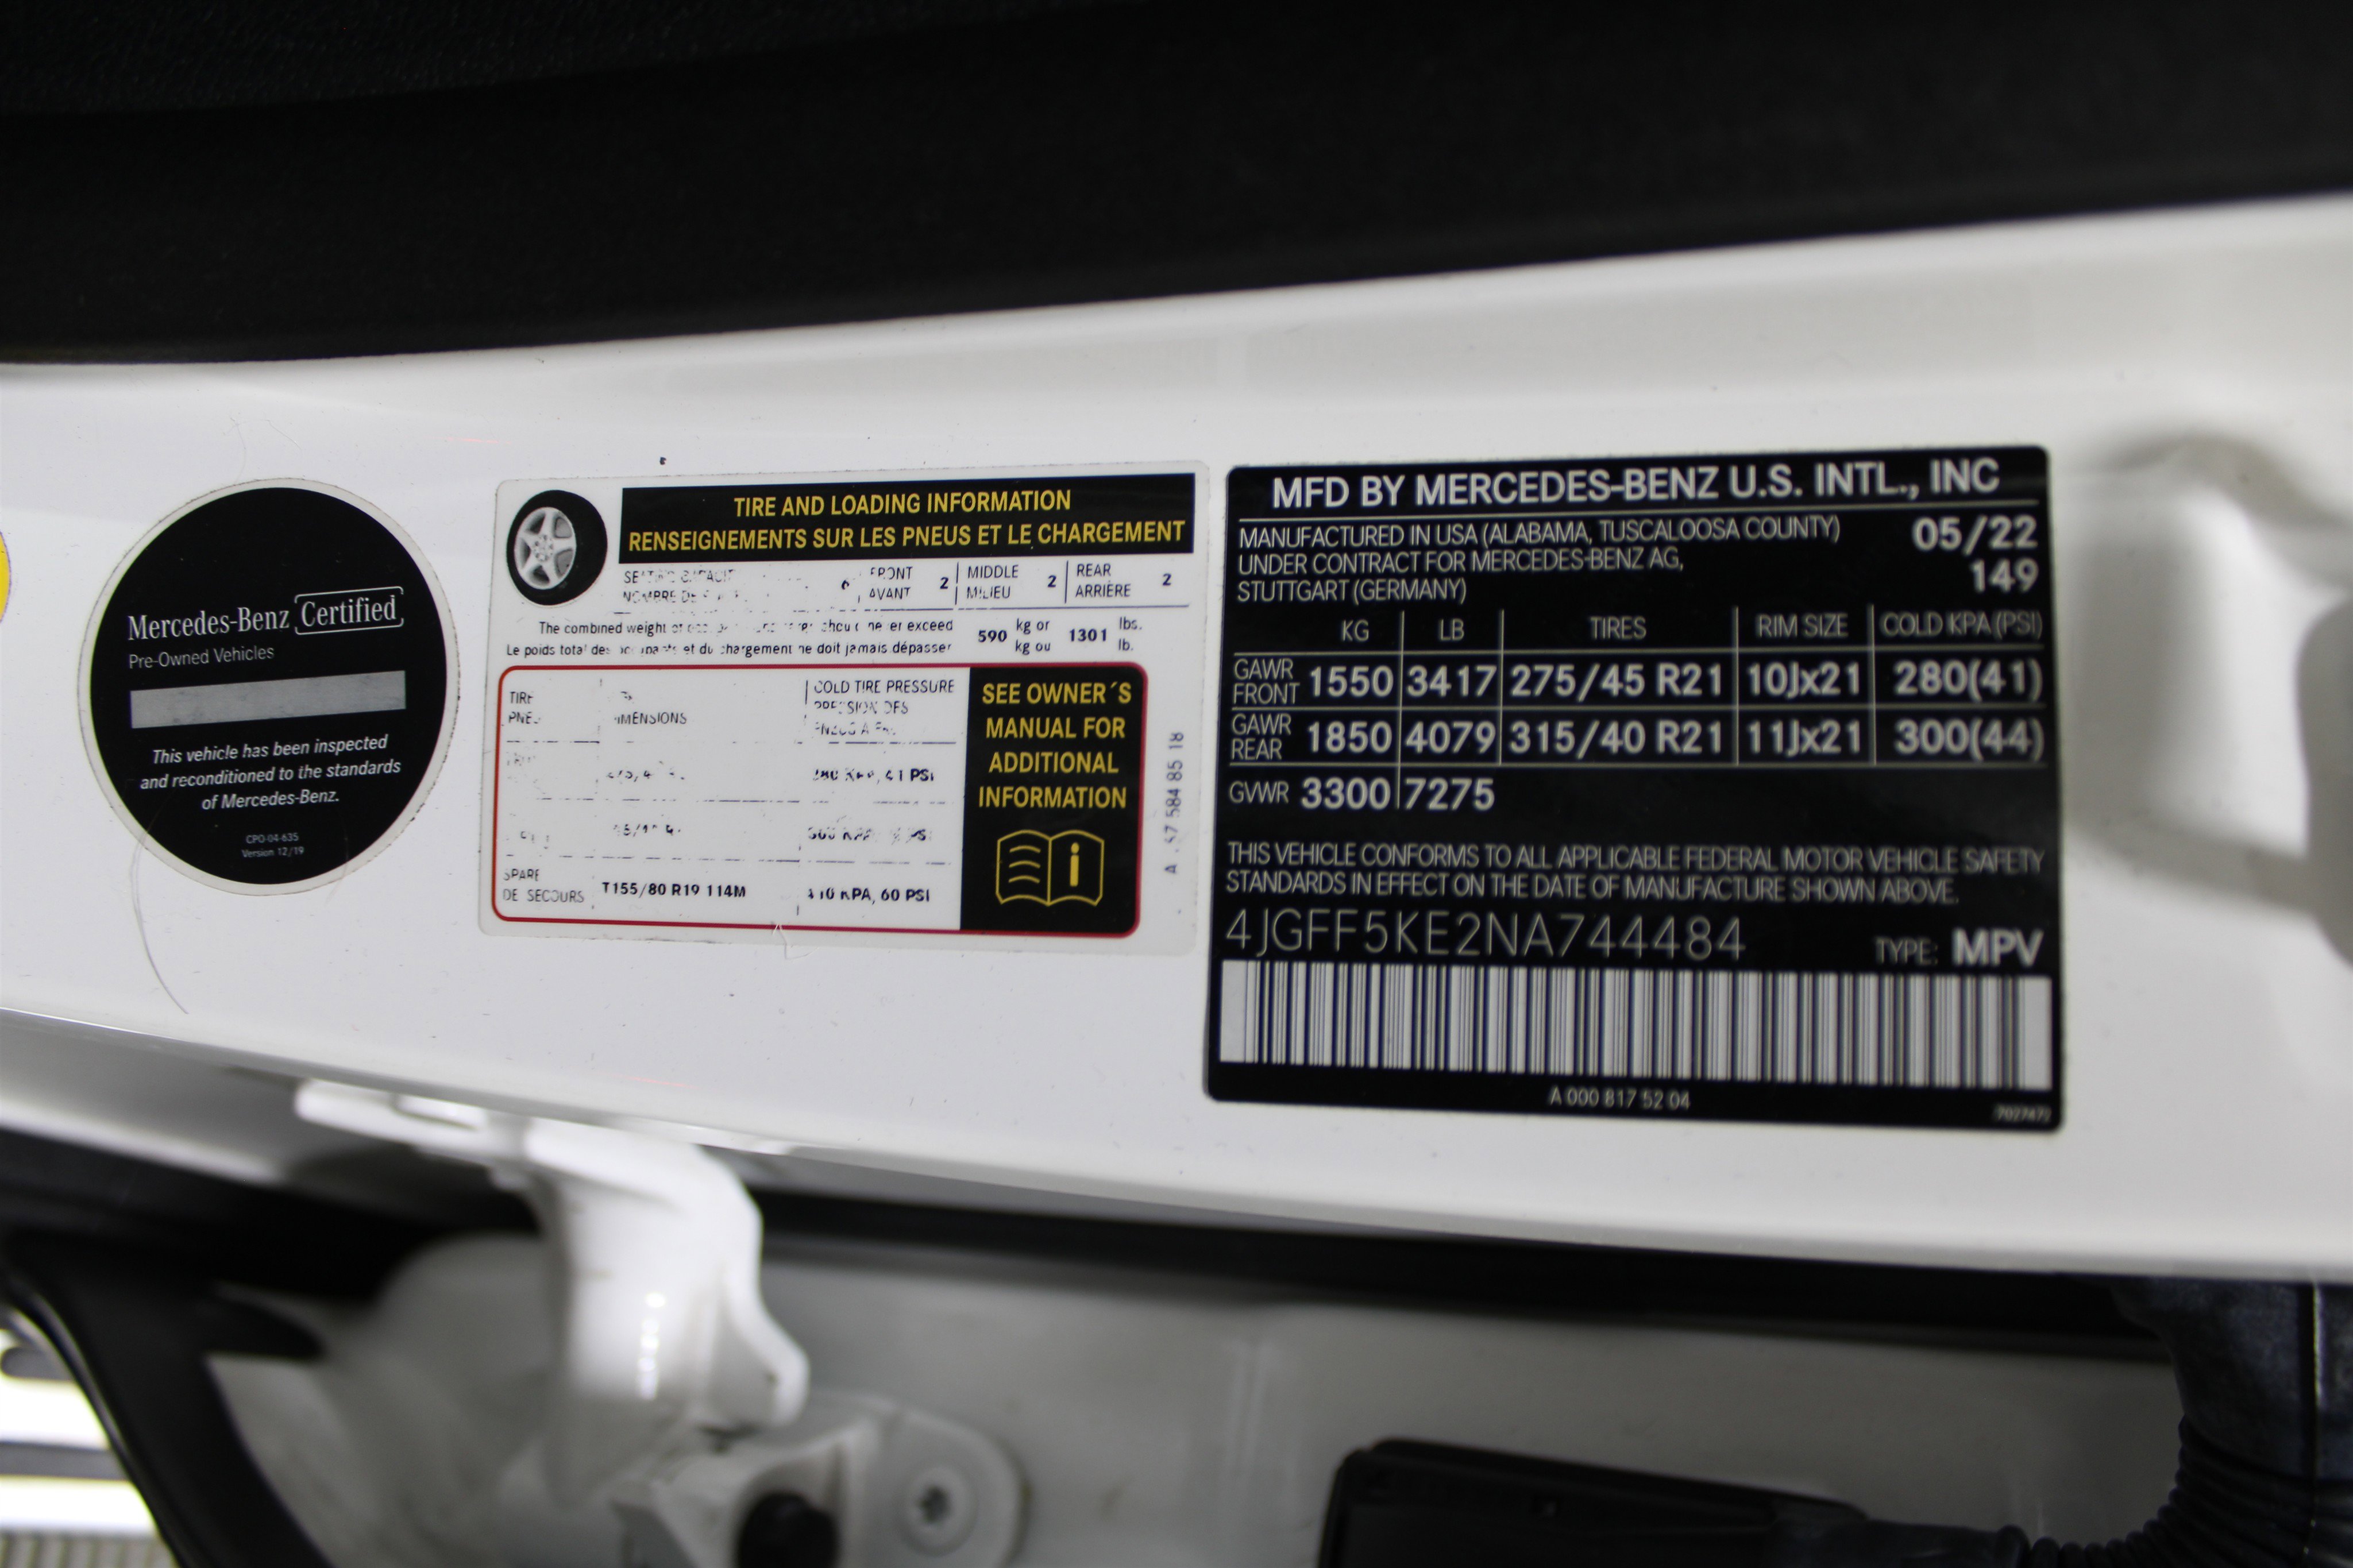 Mercedes-Benz Certified
Pre-Owned Vehicles
This vehicle has been inspected
and reconditioned to the standards
of Mercedes-Benz.
CPO-04-635
Version 12/19
TIRE AND LOADING INFORMATION
RENSEIGNEMENTS SUR LES PNEUS ET LE CHARGEMENT
FRONT 2 MIDDLE 2 REAR 2
AVANT MILIEU ARRIÈRE
The combined weight exceed 590 kg or 1301 lbs.
Le poids total et du chargement ne doit jamais dépasser kg ou lb.
TIRE COLD TIRE PRESSURE
41 PSI
SPARE
DE SECOURS T155/80 R19 114M KPA, 60 PSI
SEE OWNER´S
MANUAL FOR
ADDITIONAL
INFORMATION
584 85 18
MFD BY MERCEDES-BENZ U.S. INTL., INC
MANUFACTURED IN USA (ALABAMA, TUSCALOOSA COUNTY) 05/22
UNDER CONTRACT FOR MERCEDES-BENZ AG, 149
STUTTGART (GERMANY)
KG LB TIRES RIM SIZE COLD KPA(PSI)
GAWR FRONT 1550 3417 275/45 R21 10Jx21 280(41)
GAWR REAR 1850 4079 315/40 R21 11Jx21 300(44)
GVWR 3300 7275
THIS VEHICLE CONFORMS TO ALL APPLICABLE FEDERAL MOTOR VEHICLE SAFETY
STANDARDS IN EFFECT ON THE DATE OF MANUFACTURE SHOWN ABOVE.
4JGFF5KE2NA744484 TYPE: MPV
A 000 817 52 04